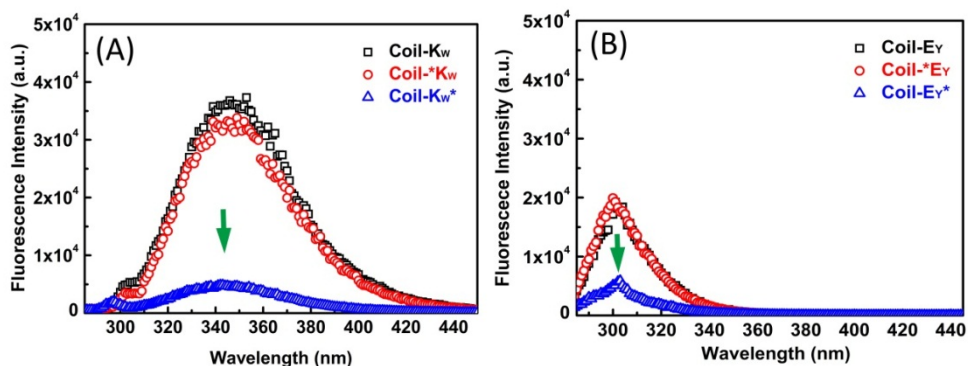 (A)
Coil-Kw
Coil-*Kw
Coil-Kw*
Fluorescence Intensity (a.u.)
5x10⁴
4x10⁴
3x10⁴
2x10⁴
1x10⁴
0
300 320 340 360 380 400 420 440
Wavelength (nm)
(B)
Coil-EY
Coil-*EY
Coil-EY*
Fluorescece Intensity (a.u.)
5x10⁴
4x10⁴
3x10⁴
2x10⁴
1x10⁴
0
300 320 340 360 380 400 420 440
Wavelength (nm)